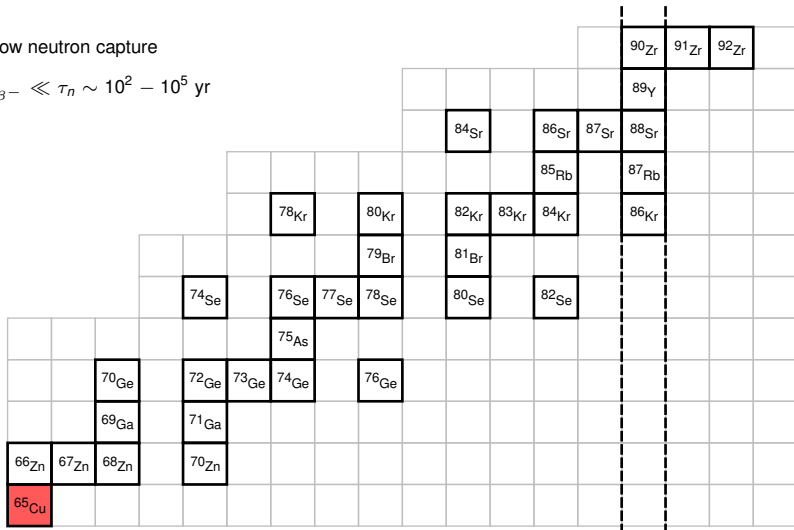 ow neutron capture
β− ≪ τn ∼ 10² − 10⁵ yr
⁹⁰Zr ⁹¹Zr ⁹²Zr
⁸⁹Y
⁸⁴Sr ⁸⁶Sr ⁸⁷Sr ⁸⁸Sr
⁸⁵Rb ⁸⁷Rb
⁷⁸Kr ⁸⁰Kr ⁸²Kr ⁸³Kr ⁸⁴Kr ⁸⁶Kr
⁷⁹Br ⁸¹Br
⁷⁴Se ⁷⁶Se ⁷⁷Se ⁷⁸Se ⁸⁰Se ⁸²Se
⁷⁵As
⁷⁰Ge ⁷²Ge ⁷³Ge ⁷⁴Ge ⁷⁶Ge
⁶⁹Ga ⁷¹Ga
⁶⁶Zn ⁶⁷Zn ⁶⁸Zn ⁷⁰Zn
⁶⁵Cu